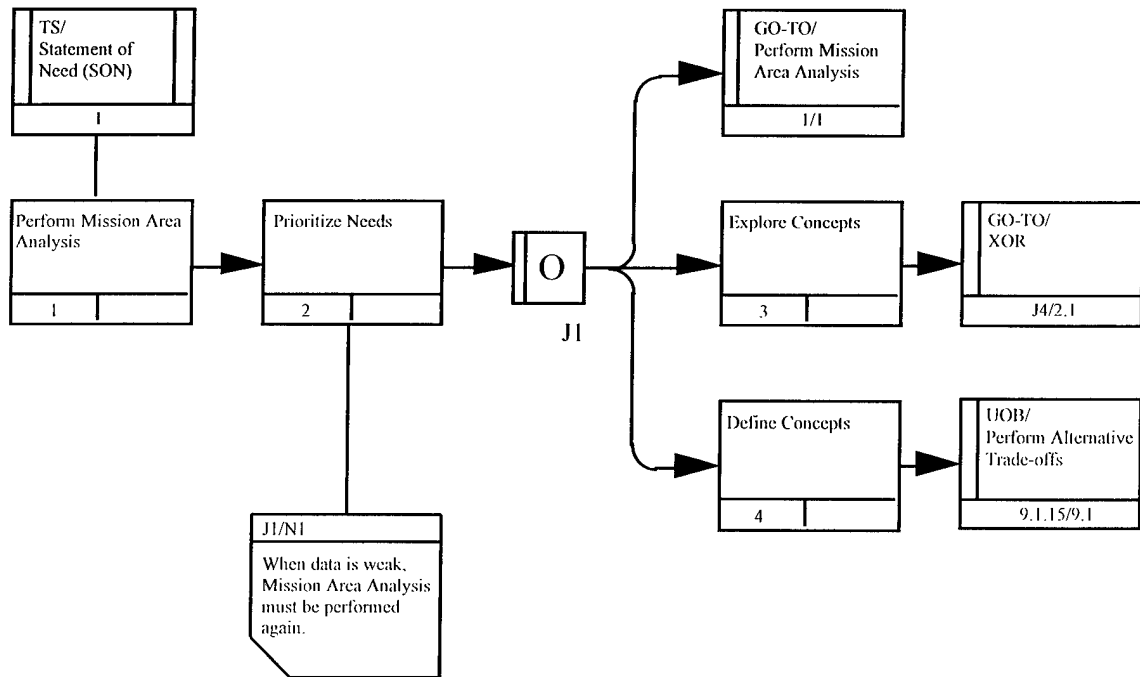 TS/
Statement of
Need (SON)
1
GO-TO/
Perform Mission
Area Analysis
1/1
Perform Mission Area
Analysis
1
Prioritize Needs
2
O
J1
Explore Concepts
3
GO-TO/
XOR
J4/2.1
Define Concepts
4
UOB/
Perform Alternative
Trade-offs
9.1.15/9.1
J1/N1
When data is weak,
Mission Area Analysis
must be performed
again.